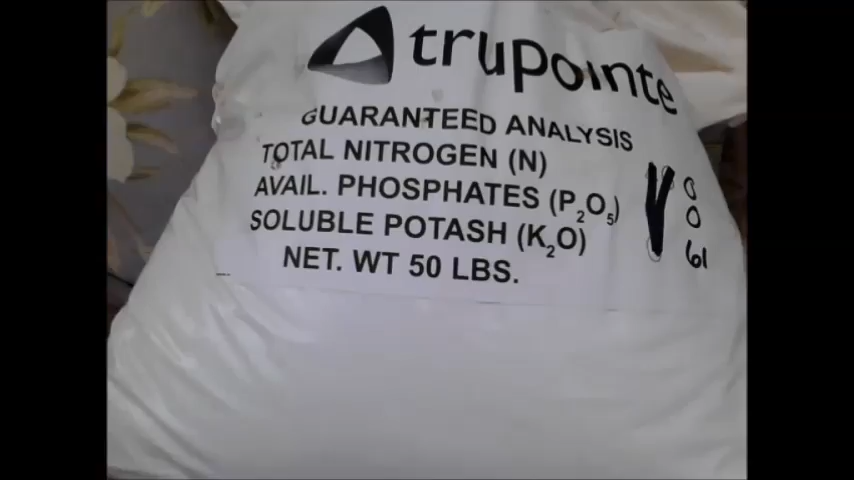 trupointe
GUARANTEED ANALYSIS
TOTAL NITROGEN (N) 0
AVAIL. PHOSPHATES (P₂O₅) 0
SOLUBLE POTASH (K₂O) 61
NET. WT 50 LBS.